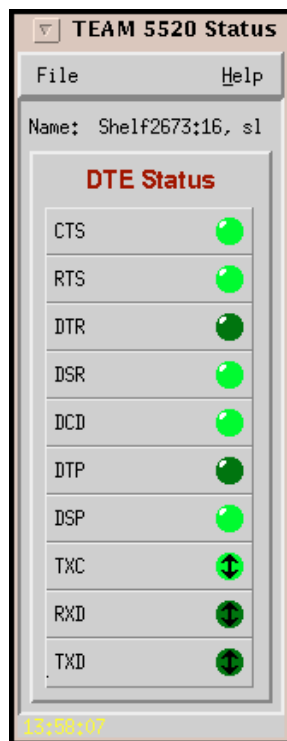 TEAM 5520 Status
File Help
Name: Shelf2673:16, sl
DTE Status
CTS
RTS
DTR
DSR
DCD
DTP
DSP
TXC
RXD
TXD
13:58:07